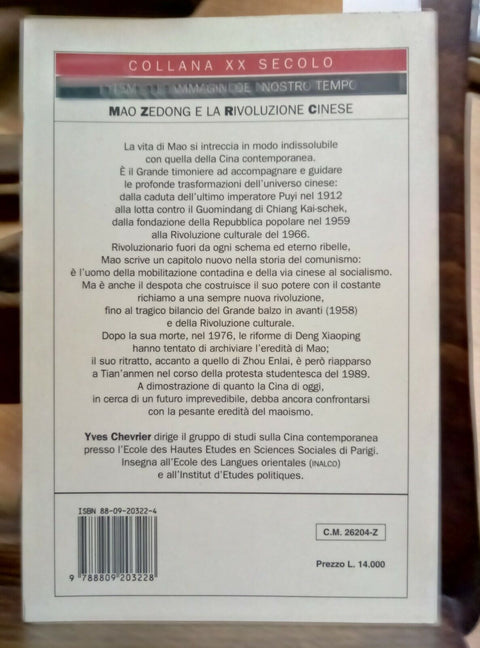 COLLANA XX SECOLO
I TEMI E LE IMMAGINI DEL NOSTRO TEMPO
MAO ZEDONG E LA RIVOLUZIONE CINESE
La vita di Mao si intreccia in modo indissolubile
con quella della Cina contemporanea.
È il Grande timoniere ad accompagnare e guidare
le profonde trasformazioni dell'universo cinese:
dalla caduta dell'ultimo imperatore Puyi nel 1912
alla lotta contro il Guomindang di Chiang Kai-schek,
dalla fondazione della Repubblica popolare nel 1959
alla Rivoluzione culturale del 1966.
Rivoluzionario fuori da ogni schema ed eterno ribelle,
Mao scrive un capitolo nuovo nella storia del comunismo:
è l'uomo della mobilitazione contadina e della via cinese al socialismo.
Ma è anche il despota che costruisce il suo potere con il costante
richiamo a una sempre nuova rivoluzione,
fino al tragico bilancio del Grande balzo in avanti (1958)
e della Rivoluzione culturale.
Dopo la sua morte, nel 1976, le riforme di Deng Xiaoping
hanno tentato di archiviare l'eredità di Mao;
il suo ritratto, accanto a quello di Zhou Enlai, è però riapparso
a Tian'anmen nel corso della protesta studentesca del 1989.
A dimostrazione di quanto la Cina di oggi,
in cerca di un futuro imprevedibile, debba ancora confrontarsi
con la pesante eredità del maoismo.
Yves Chevrier dirige il gruppo di studi sulla Cina contemporanea
presso l'Ecole des Hautes Etudes en Sciences Sociales di Parigi.
Insegna all'Ecole des Langues orientales (INALCO)
e all'Institut d'Etudes politiques.
ISBN 88-09-20322-4
C.M. 26204-Z
Prezzo L. 14.000
9 788809 203228